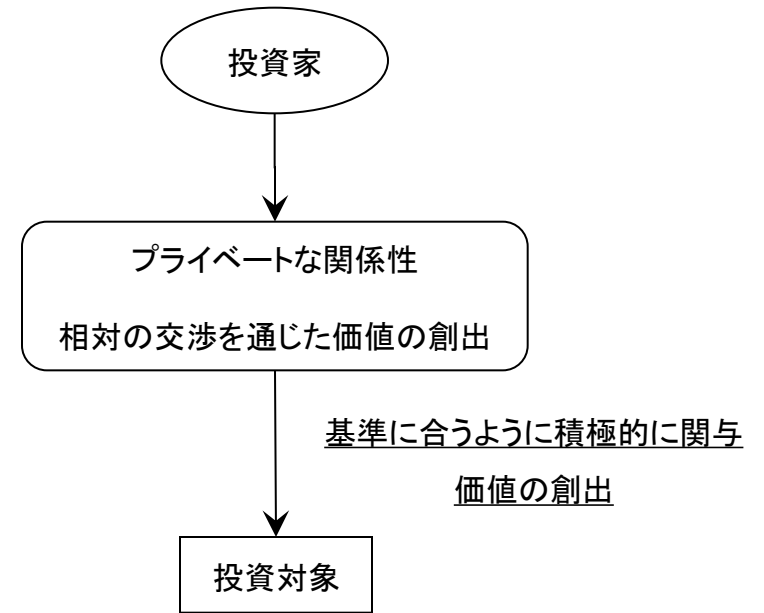 投資家
プライベートな関係性
相対の交渉を通じた価値の創出
基準に合うように積極的に関与
価値の創出
投資対象